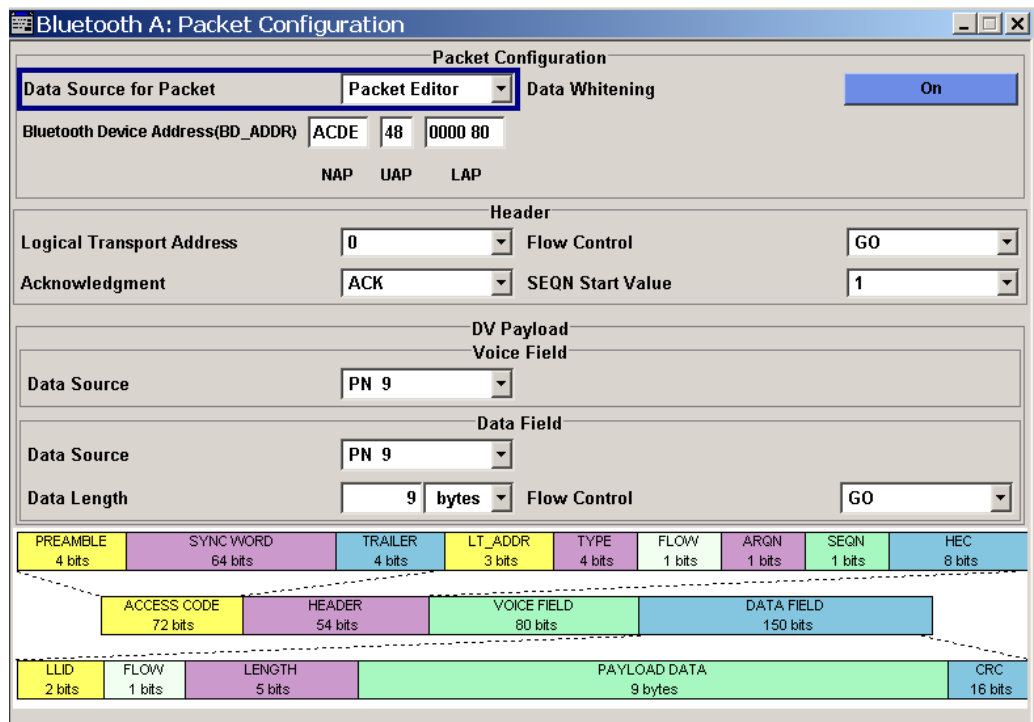 Bluetooth A: Packet Configuration
Packet Configuration
Data Source for Packet Packet Editor Data Whitening On
Bluetooth Device Address(BD_ADDR) ACDE 48 0000 80
NAP UAP LAP
Header
Logical Transport Address 0 Flow Control GO
Acknowledgment ACK SEQN Start Value 1
DV Payload
Voice Field
Data Source PN 9
Data Field
Data Source PN 9
Data Length 9 bytes Flow Control GO
PREAMBLE SYNC WORD TRAILER LT_ADDR TYPE FLOW ARQN SEQN HEC
4 bits 64 bits 4 bits 3 bits 4 bits 1 bits 1 bits 1 bits 8 bits
ACCESS CODE HEADER VOICE FIELD DATA FIELD
72 bits 54 bits 80 bits 150 bits
LLID FLOW LENGTH PAYLOAD DATA CRC
2 bits 1 bits 5 bits 9 bytes 16 bits